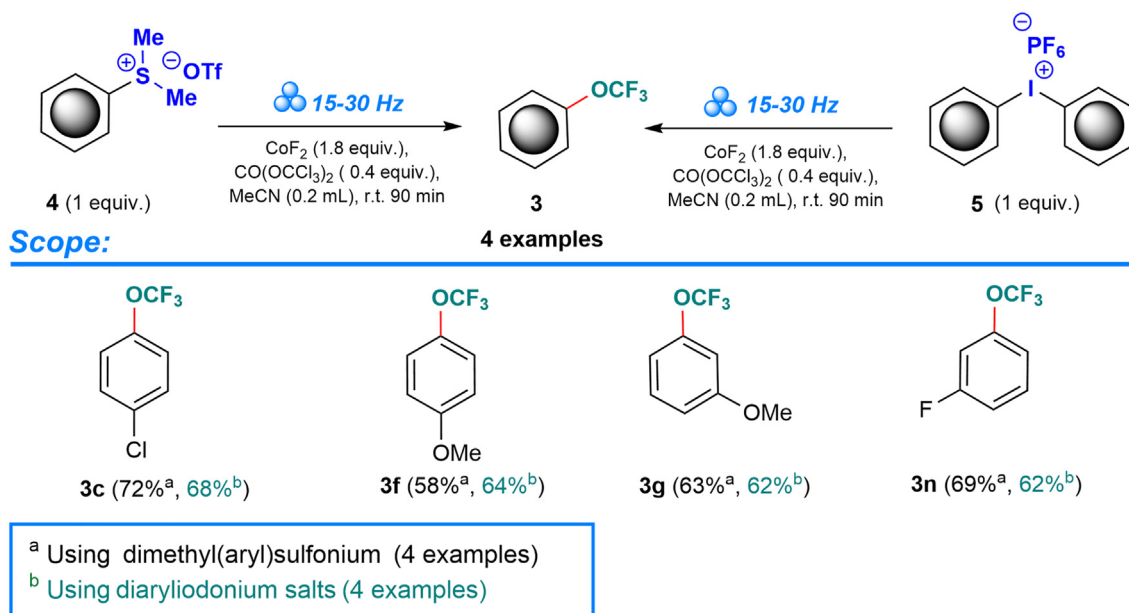 Me
S⊕ ⊖OTf
Me
4 (1 equiv.)
15-30 Hz
CoF2 (1.8 equiv.),
CO(OCCl3)2 ( 0.4 equiv.),
MeCN (0.2 mL), r.t. 90 min
OCF3
3
4 examples
15-30 Hz
CoF2 (1.8 equiv.),
CO(OCCl3)2 ( 0.4 equiv.),
MeCN (0.2 mL), r.t. 90 min
⊖
PF6
⊕
I
5 (1 equiv.)
Scope:
OCF3
Cl
3c (72%a, 68%b)
OCF3
OMe
3f (58%a, 64%b)
OCF3
OMe
3g (63%a, 62%b)
OCF3
F
3n (69%a, 62%b)
a Using dimethyl(aryl)sulfonium (4 examples)
b Using diaryliodonium salts (4 examples)